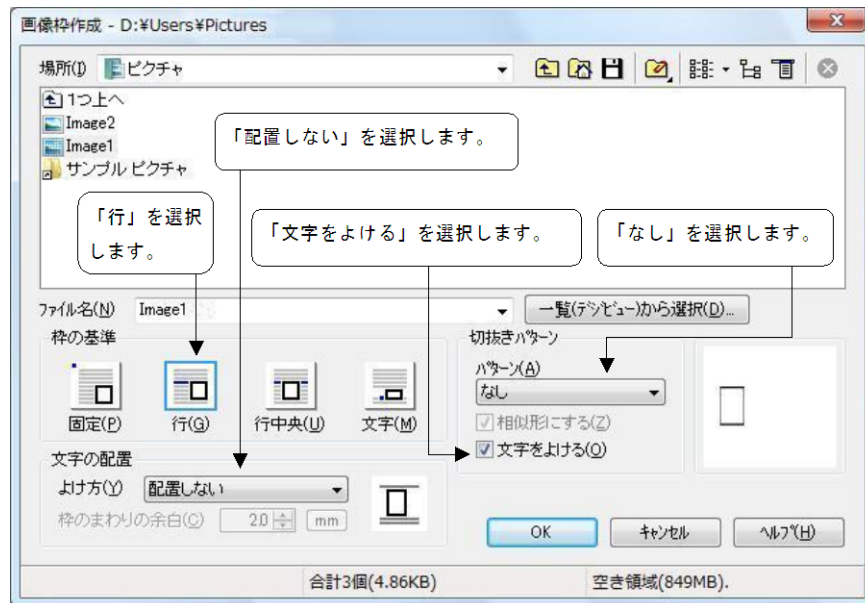 画像枠作成 - D:¥Users¥Pictures
場所(I) ピクチャ
1つ上へ
Image2
Image1
サンプル ピクチャ
「配置しない」を選択します。
「行」を選択
します。
「文字をよける」を選択します。
「なし」を選択します。
ファイル名(N) Image1
一覧(デジビュー)から選択(D)...
枠の基準
固定(P) 行(G) 行中央(U) 文字(M)
切抜きパターン
パターン(A)
なし
相似形にする(Z)
文字をよける(O)
文字の配置
よけ方(Y) 配置しない
枠のまわりの余白(C) 2.0 mm
OK キャンセル ヘルプ(H)
合計3個(4.86KB) 空き領域(849MB).